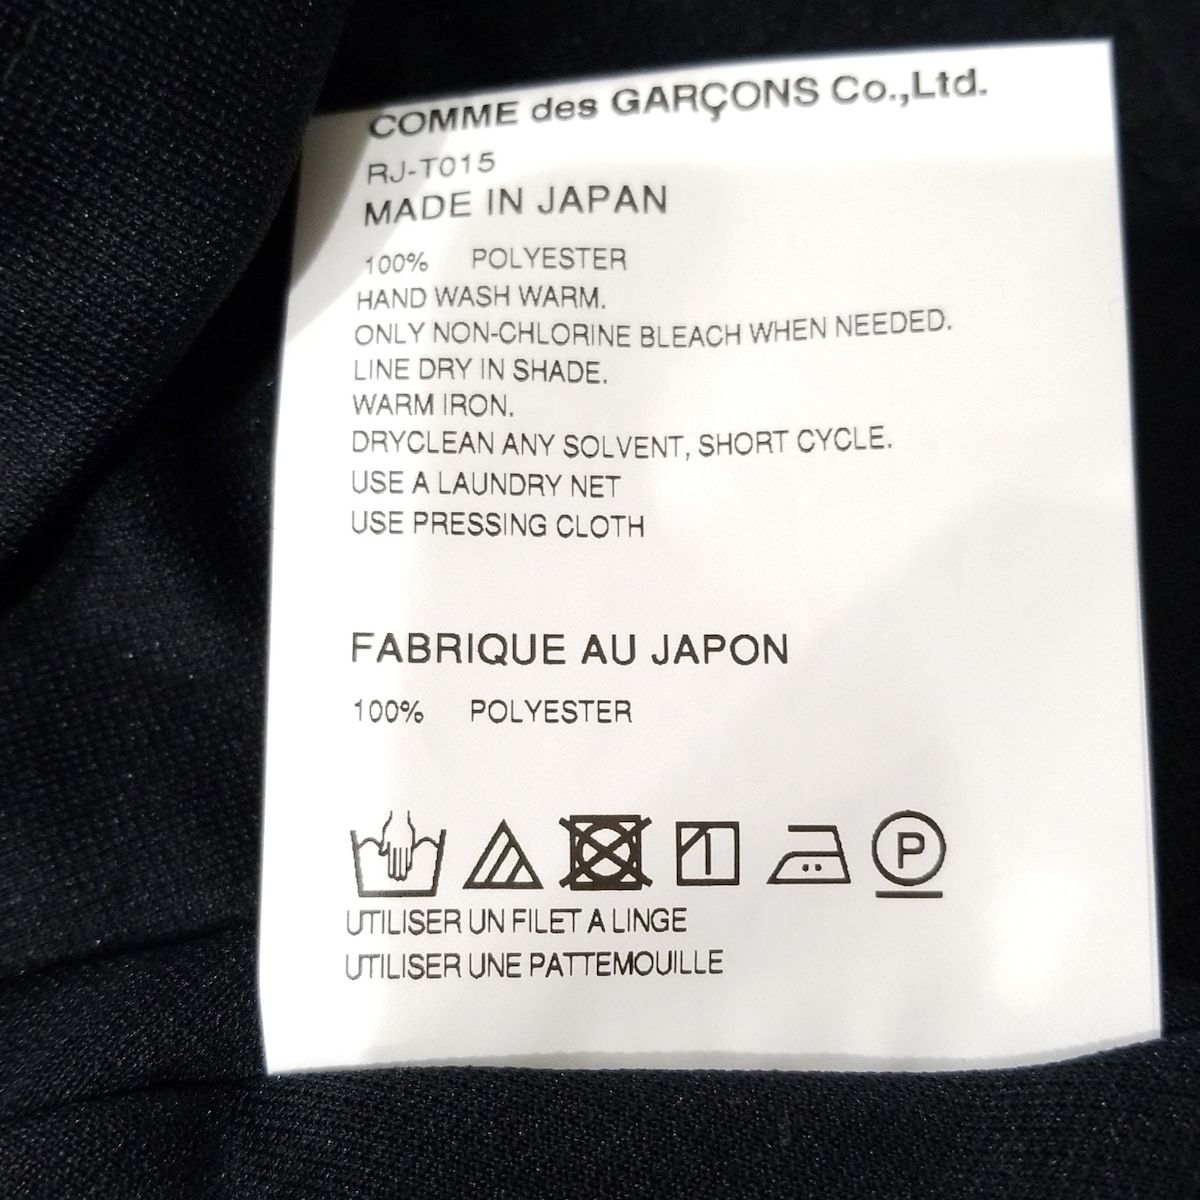 COMME des GARÇONS Co.,Ltd.
RJ-T015
MADE IN JAPAN
100% POLYESTER
HAND WASH WARM.
ONLY NON-CHLORINE BLEACH WHEN NEEDED.
LINE DRY IN SHADE.
WARM IRON.
DRYCLEAN ANY SOLVENT, SHORT CYCLE.
USE A LAUNDRY NET
USE PRESSING CLOTH
FABRIQUE AU JAPON
100% POLYESTER
P
UTILISER UN FILET A LINGE
UTILISER UNE PATTEMOUILLE